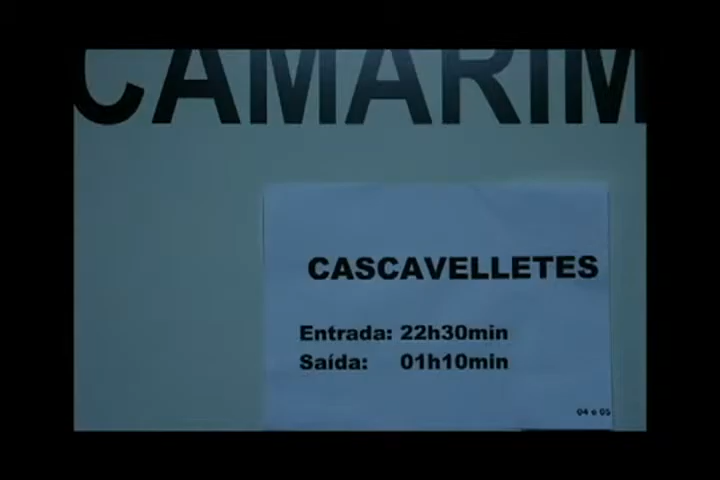 CAMARIM
CASCAVELLETES
Entrada: 22h30min
Saída: 01h10min
04 e 05